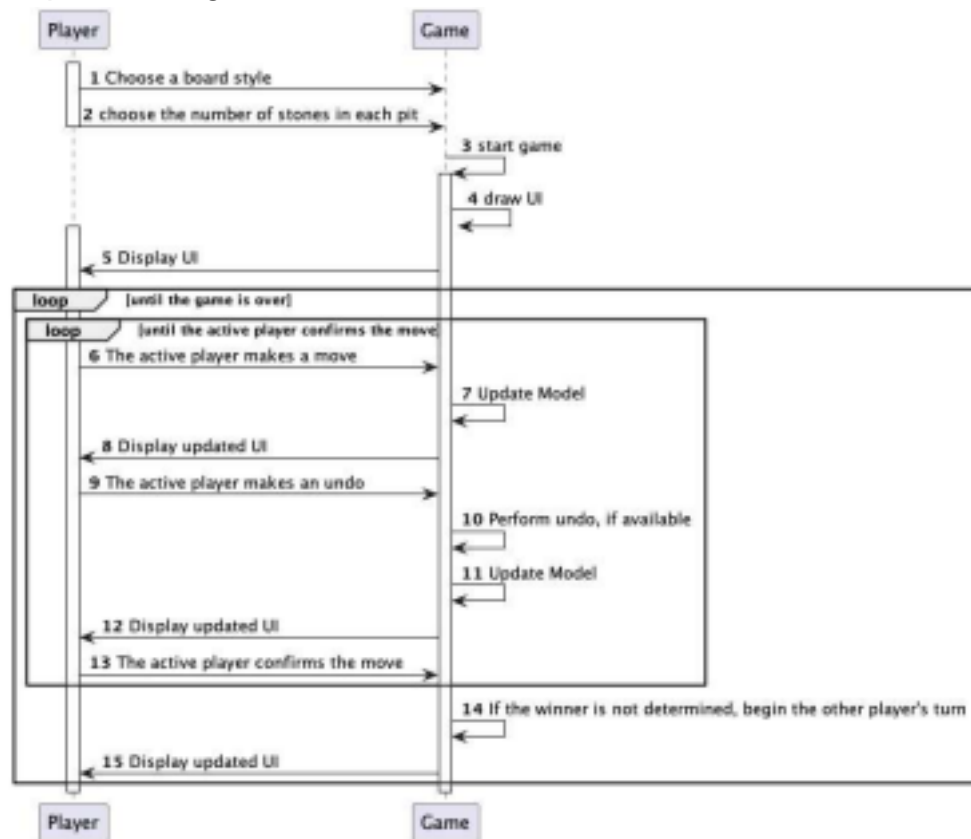 Player Game
1 Choose a board style
2 choose the number of stones in each pit
3 start game
4 draw UI
5 Display UI
loop [until the game is over]
loop [until the active player confirms the move]
6 The active player makes a move
7 Update Model
8 Display updated UI
9 The active player makes an undo
10 Perform undo, if available
11 Update Model
12 Display updated UI
13 The active player confirms the move
14 If the winner is not determined, begin the other player's turn
15 Display updated UI
Player Game